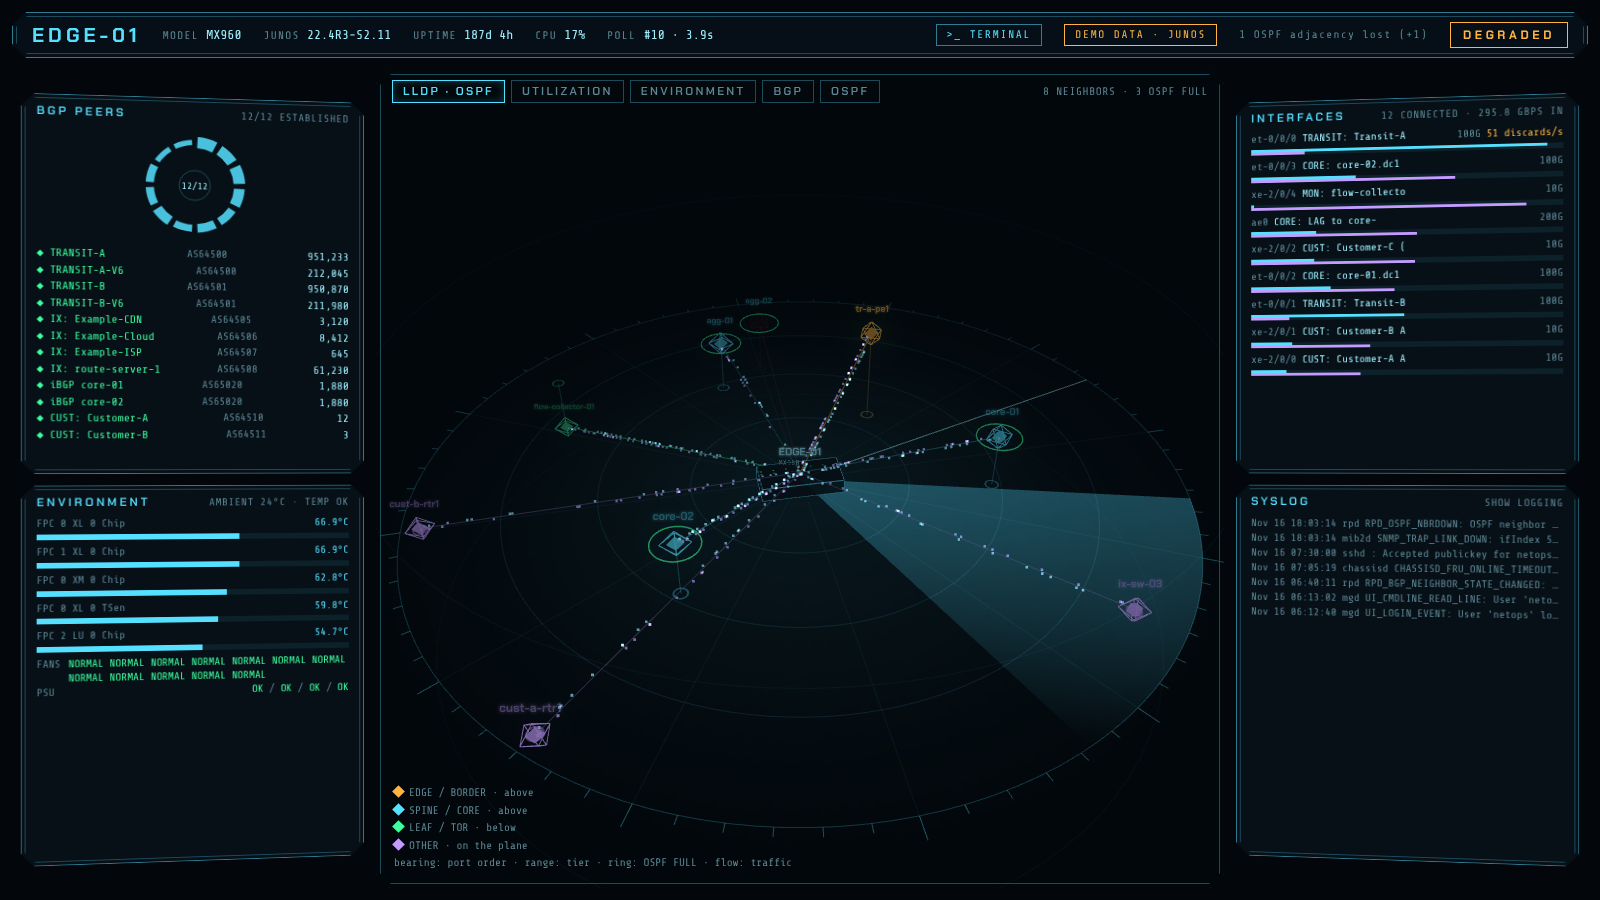 EDGE-01 MODEL MX960 JUNOS 22.4R3-S2.11 UPTIME 187d 4h CPU 17% POLL #10 · 3.9s >_ TERMINAL DEMO DATA · JUNOS 1 OSPF adjacency lost (+1) DEGRADED
BGP PEERS 12/12 ESTABLISHED
12/12
TRANSIT-A AS64500 951,233
TRANSIT-A-V6 AS64500 212,045
TRANSIT-B AS64501 950,870
TRANSIT-B-V6 AS64501 211,980
IX: Example-CDN AS64505 3,120
IX: Example-Cloud AS64506 8,412
IX: Example-ISP AS64507 645
IX: route-server-1 AS64508 61,230
iBGP core-01 AS65020 1,880
iBGP core-02 AS65020 1,880
CUST: Customer-A AS64510 12
CUST: Customer-B AS64511 3
ENVIRONMENT AMBIENT 24°C · TEMP OK
FPC 0 XL 0 Chip 66.9°C
FPC 1 XL 0 Chip 66.9°C
FPC 0 XM 0 Chip 62.8°C
FPC 0 XL 0 TSen 59.8°C
FPC 2 LU 0 Chip 54.7°C
FANS NORMAL NORMAL NORMAL NORMAL NORMAL NORMAL NORMAL
NORMAL NORMAL NORMAL NORMAL NORMAL
PSU OK / OK / OK / OK
LLDP · OSPF UTILIZATION ENVIRONMENT BGP OSPF 8 NEIGHBORS · 3 OSPF FULL
agg-02
tr-a-pe1
agg-01
flow-collector-01
core-01
EDGE-01
cust-b-rtr1
core-02
ix-sw-03
cust-a-rtr1
EDGE / BORDER · above
SPINE / CORE · above
LEAF / TOR · below
OTHER · on the plane
bearing: port order · range: tier · ring: OSPF FULL · flow: traffic
INTERFACES 12 CONNECTED · 295.8 GBPS IN
et-0/0/0 TRANSIT: Transit-A 100G 51 discards/s
et-0/0/3 CORE: core-02.dc1 100G
xe-2/0/4 MON: flow-collecto 10G
ae0 CORE: LAG to core- 200G
xe-2/0/2 CUST: Customer-C ( 10G
et-0/0/2 CORE: core-01.dc1 100G
et-0/0/1 TRANSIT: Transit-B 100G
xe-0/0/1 CUST: Customer-B A 10G
xe-2/0/0 CUST: Customer-A A 10G
SYSLOG SHOW LOGGING
Nov 16 18:03:14 rpd RPD_OSPF_NBRDOWN: OSPF neighbor …
Nov 16 18:03:14 mib2d SNMP_TRAP_LINK_DOWN: ifIndex 5…
Nov 16 07:30:00 sshd : Accepted publickey for netops…
Nov 16 07:05:19 chassisd CHASSISD_FRU_ONLINE_TIMEOUT…
Nov 16 06:40:11 rpd RPD_BGP_NEIGHBOR_STATE_CHANGED: …
Nov 16 06:13:02 mgd UI_CMDLINE_READ_LINE: User 'neto…
Nov 16 06:12:40 mgd UI_LOGIN_EVENT: User 'netops' lo…